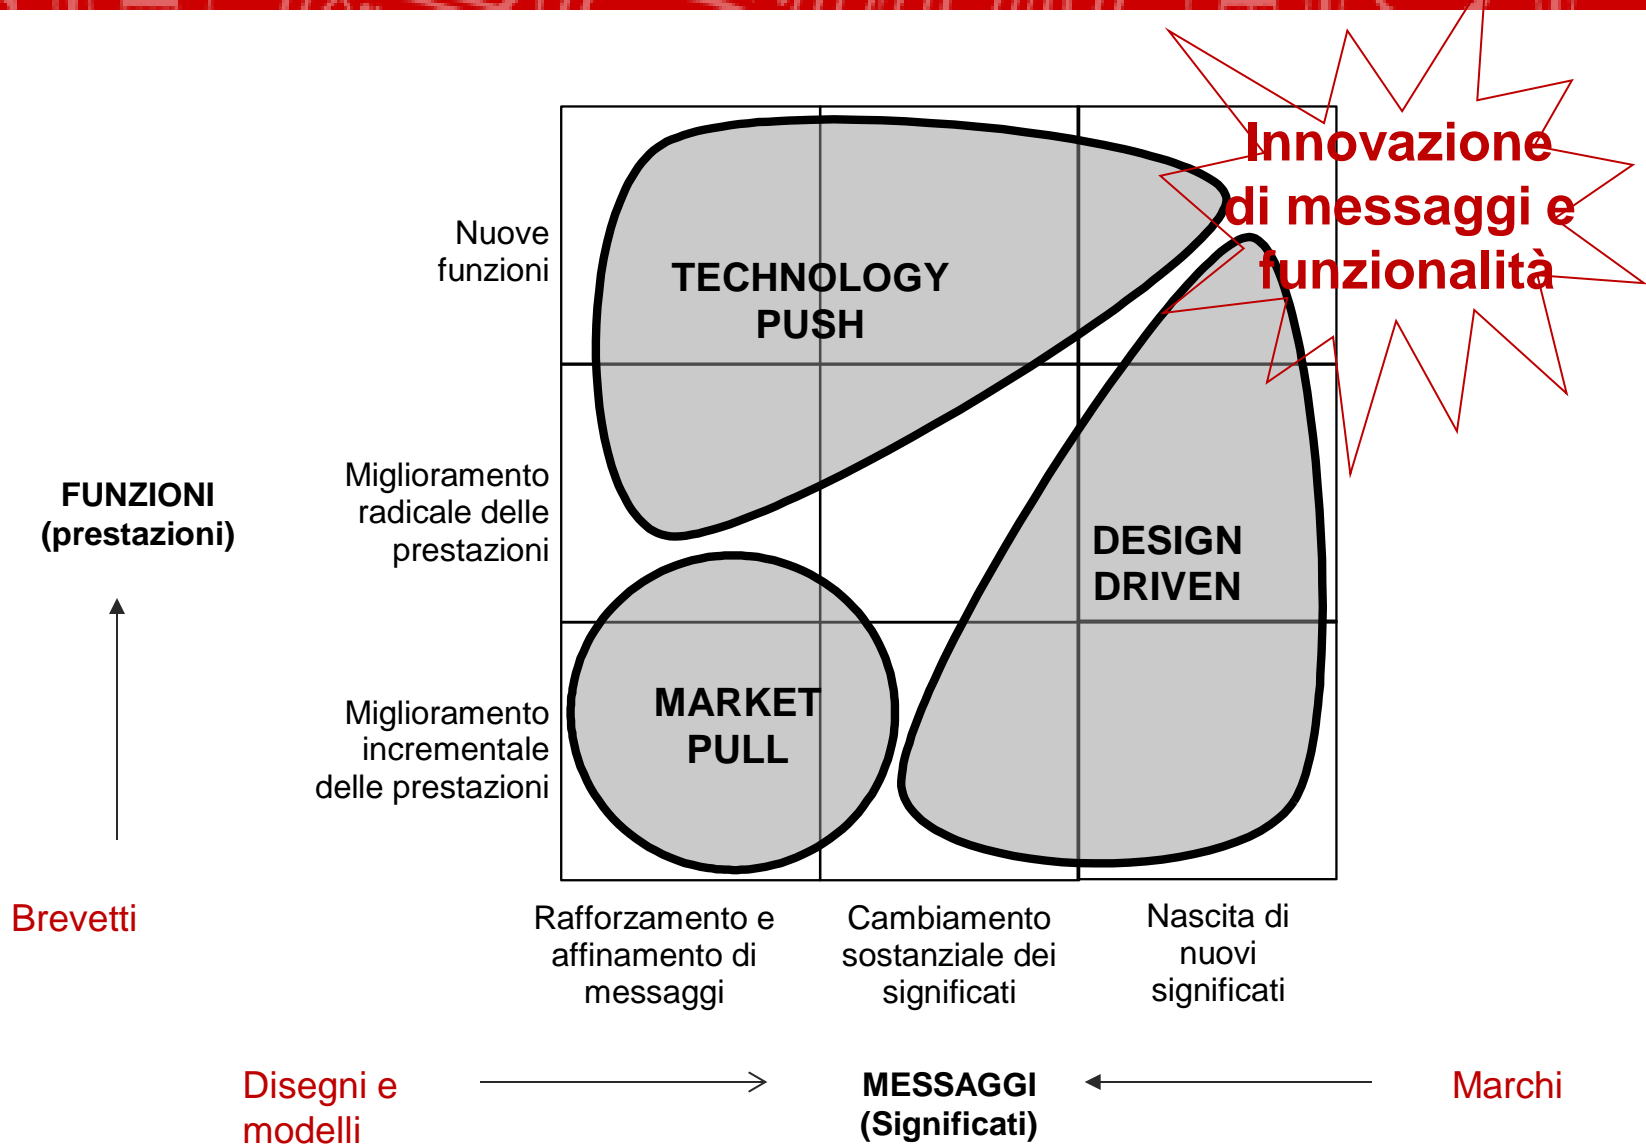 Innovazione
di messaggi e
funzionalità
Nuove
funzioni
TECHNOLOGY
PUSH
Miglioramento
radicale delle
prestazioni
FUNZIONI
(prestazioni)
DESIGN
DRIVEN
Miglioramento
incrementale
delle prestazioni
MARKET
PULL
Brevetti
Rafforzamento e
affinamento di
messaggi
Cambiamento
sostanziale dei
significati
Nascita di
nuovi
significati
Disegni e
modelli
MESSAGGI
(Significati)
Marchi